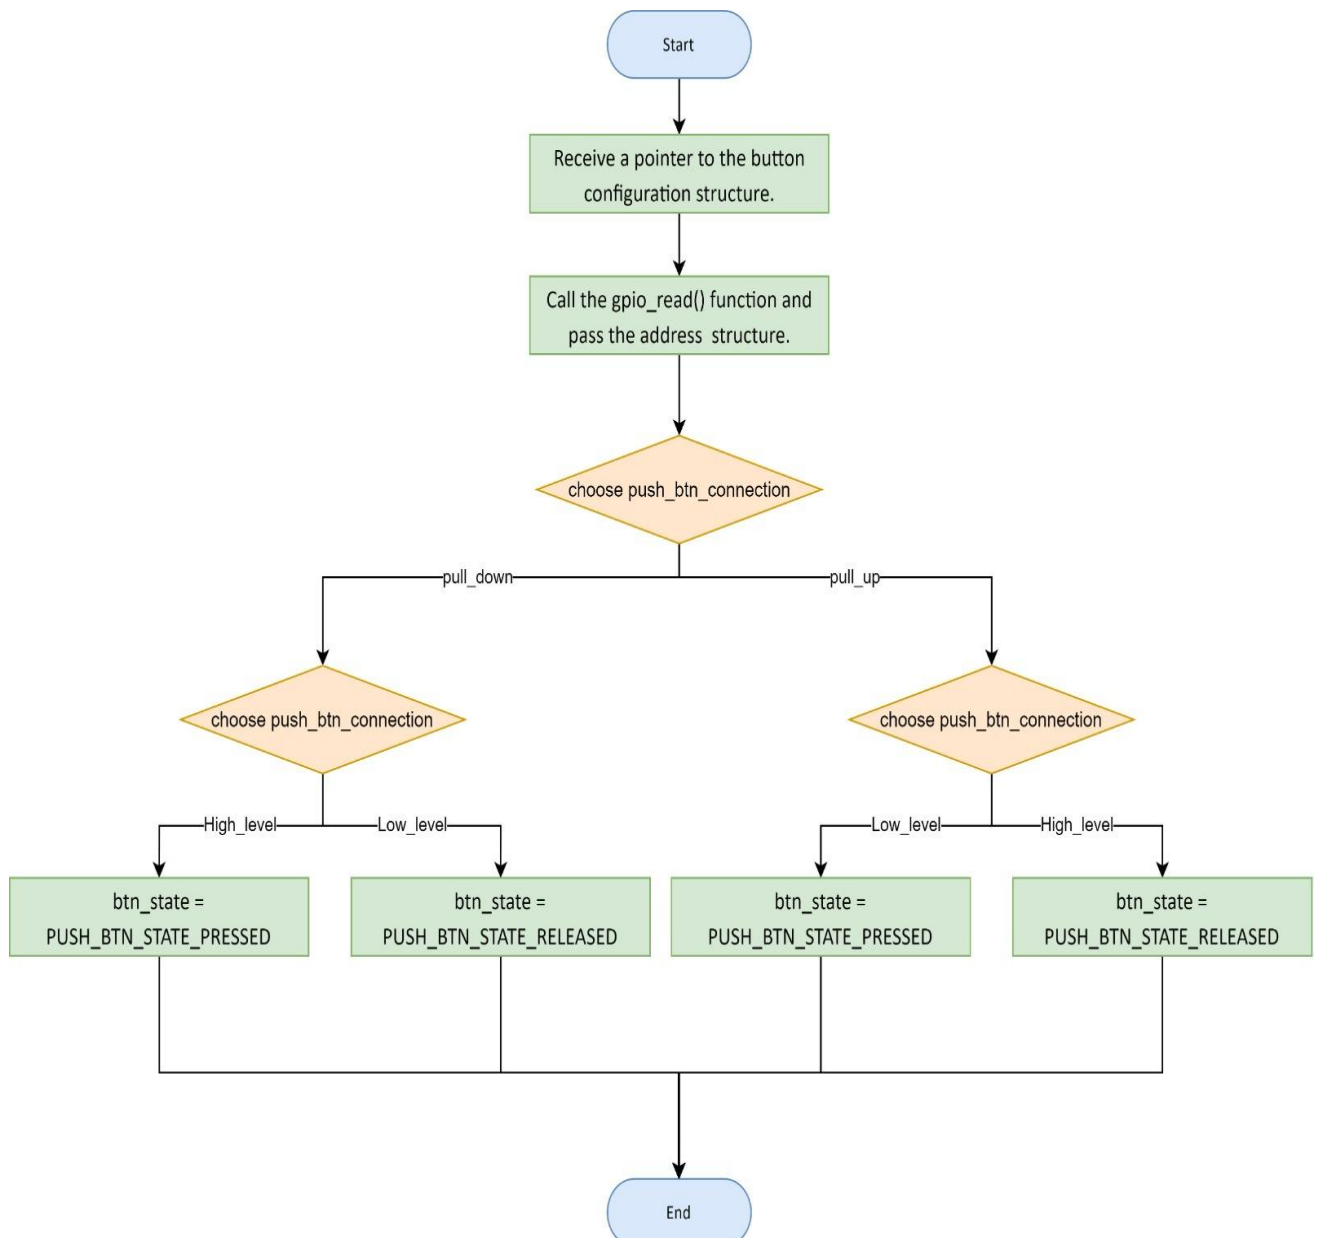 Start
Receive a pointer to the button
configuration structure.
Call the gpio_read() function and
pass the address structure.
choose push_btn_connection
pull_down
pull_up
choose push_btn_connection
choose push_btn_connection
High_level
Low_level
Low_level
High_level
btn_state =
PUSH_BTN_STATE_PRESSED
btn_state =
PUSH_BTN_STATE_RELEASED
btn_state =
PUSH_BTN_STATE_PRESSED
btn_state =
PUSH_BTN_STATE_RELEASED
End